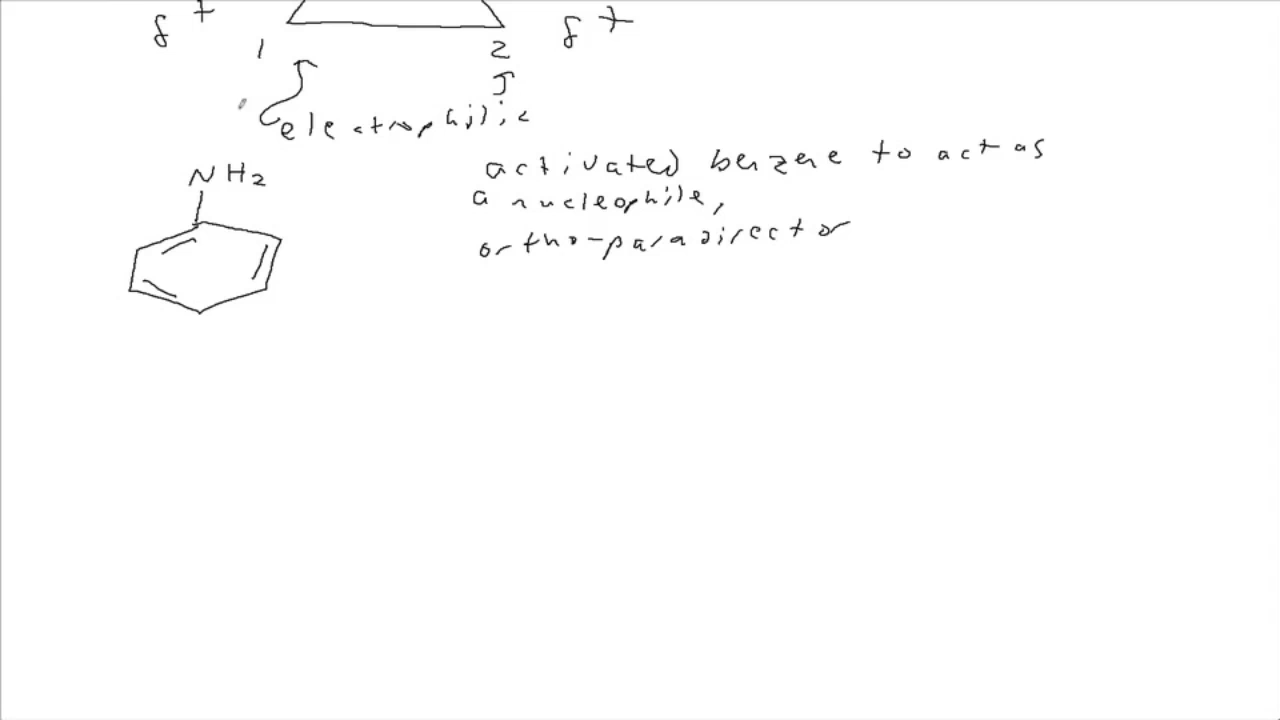 δ+ δ+
1 2
electrophilic
activated benzene to act as
NH2
a nucleophile,
ortho-para director